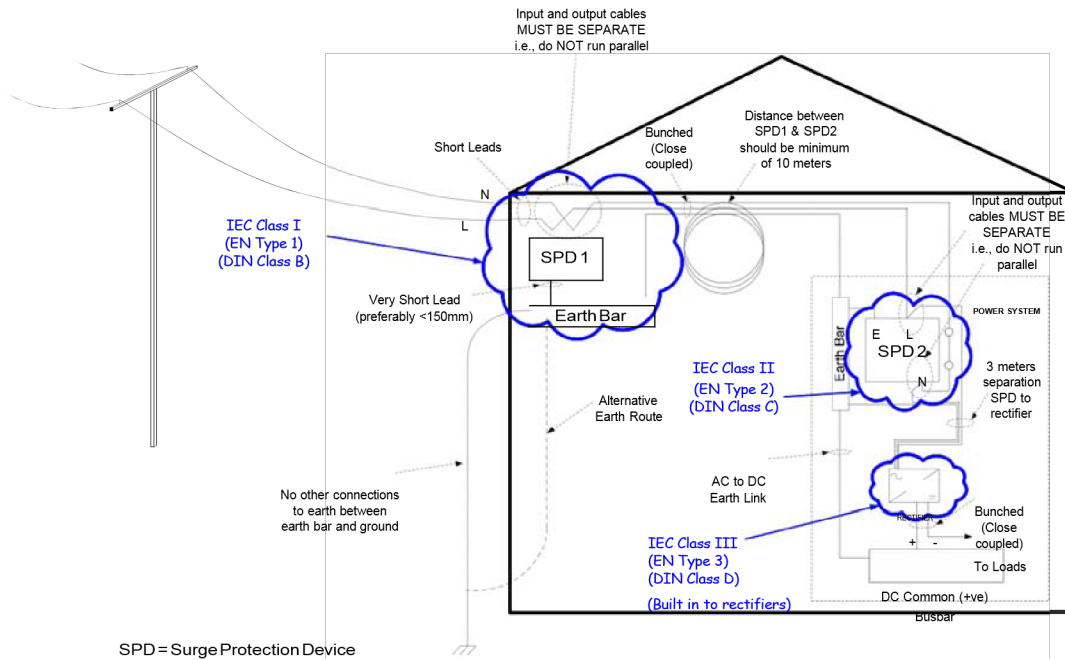 Input and output cables
MUST BE SEPARATE
i.e., do NOT run parallel
Short Leads
Bunched
(Close
coupled)
Distance between
SPD1 & SPD2
should be minimum
of 10 meters
N
L
IEC Class I
(EN Type 1)
(DIN Class B)
SPD 1
Very Short Lead
(preferably <150mm)
Earth Bar
Input and output
cables MUST BE
SEPARATE
i.e., do NOT run
parallel
POWER SYSTEM
Earth Bar
E
L
SPD 2
N
IEC Class II
(EN Type 2)
(DIN Class C)
3 meters
separation
SPD to
rectifier
Alternative
Earth Route
AC to DC
Earth Link
No other connections
to earth between
earth bar and ground
RECTIFIER
Bunched
(Close
coupled)
+
-
IEC Class III
(EN Type 3)
(DIN Class D)
(Built in to rectifiers)
To Loads
DC Common (+ve)
Busbar
SPD = Surge Protection Device